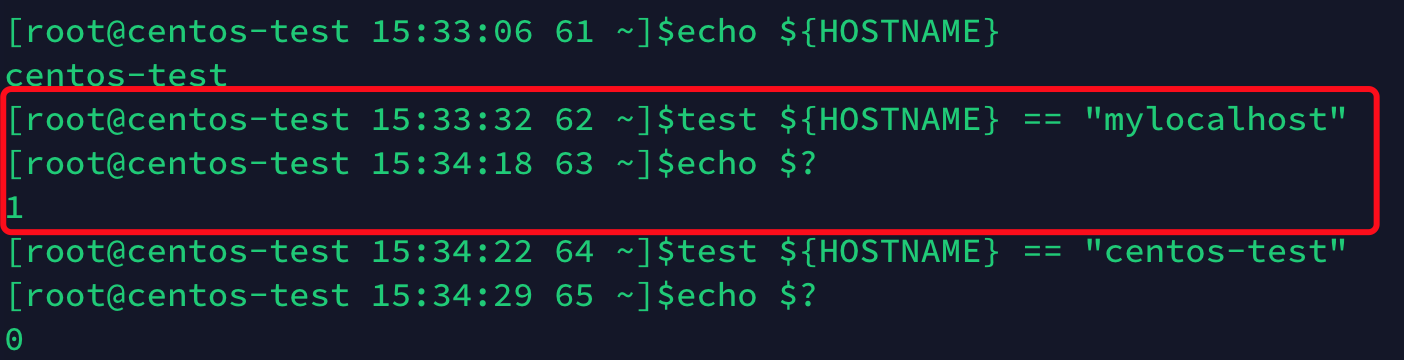 [root@centos-test 15:33:06 61 ~]$echo ${HOSTNAME}
centos-test
[root@centos-test 15:33:32 62 ~]$test ${HOSTNAME} == "mylocalhost"
[root@centos-test 15:34:18 63 ~]$echo $?
1
[root@centos-test 15:34:22 64 ~]$test ${HOSTNAME} == "centos-test"
[root@centos-test 15:34:29 65 ~]$echo $?
0